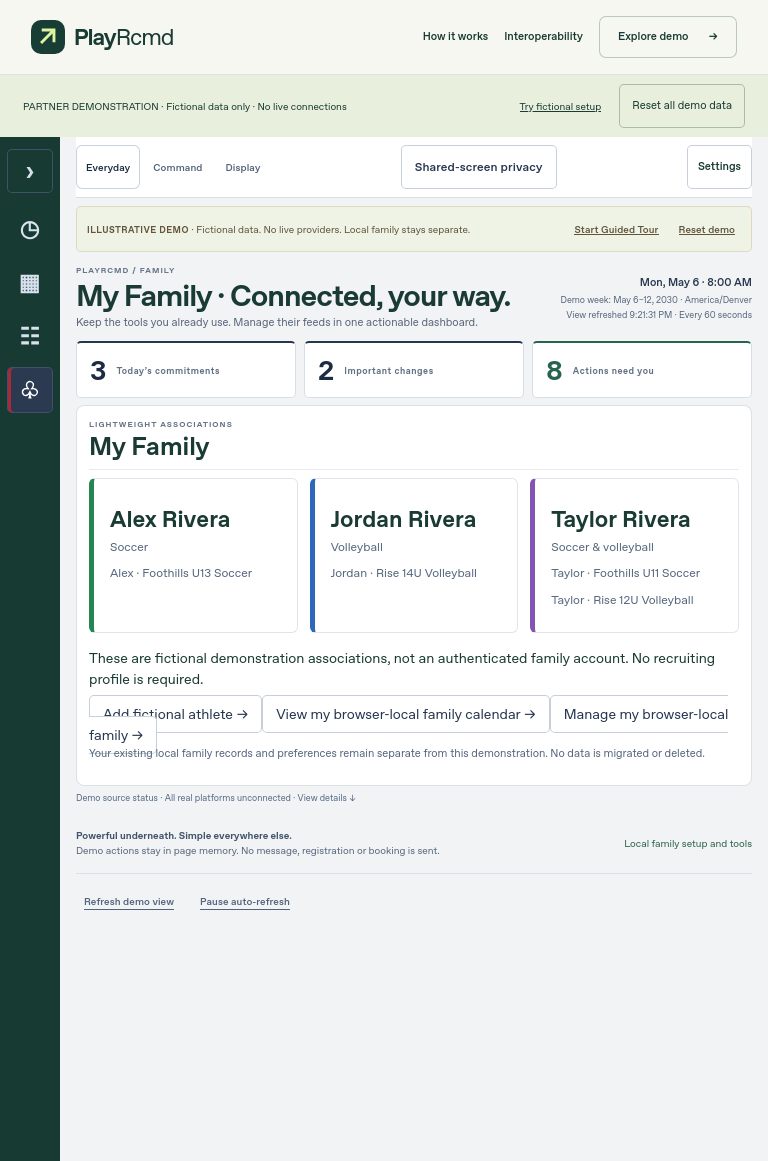 PlayRcmd
How it works
Interoperability
Explore demo →
PARTNER DEMONSTRATION · Fictional data only · No live connections
Try fictional setup
Reset all demo data
Everyday
Command
Display
Shared-screen privacy
Settings
ILLUSTRATIVE DEMO · Fictional data. No live providers. Local family stays separate.
Start Guided Tour
Reset demo
PLAYRCMD / FAMILY
My Family · Connected, your way.
Keep the tools you already use. Manage their feeds in one actionable dashboard.
Mon, May 6 · 8:00 AM
Demo week: May 6–12, 2030 · America/Denver
View refreshed 9:21:31 PM · Every 60 seconds
3 Today's commitments
2 Important changes
8 Actions need you
LIGHTWEIGHT ASSOCIATIONS
My Family
Alex Rivera
Soccer
Alex · Foothills U13 Soccer
Jordan Rivera
Volleyball
Jordan · Rise 14U Volleyball
Taylor Rivera
Soccer & volleyball
Taylor · Foothills U11 Soccer
Taylor · Rise 12U Volleyball
These are fictional demonstration associations, not an authenticated family account. No recruiting
profile is required.
Add fictional athlete →
View my browser-local family calendar →
Manage my browser-local
family →
Your existing local family records and preferences remain separate from this demonstration. No data is migrated or deleted.
Demo source status · All real platforms unconnected · View details ↓
Powerful underneath. Simple everywhere else.
Demo actions stay in page memory. No message, registration or booking is sent.
Local family setup and tools
Refresh demo view
Pause auto-refresh